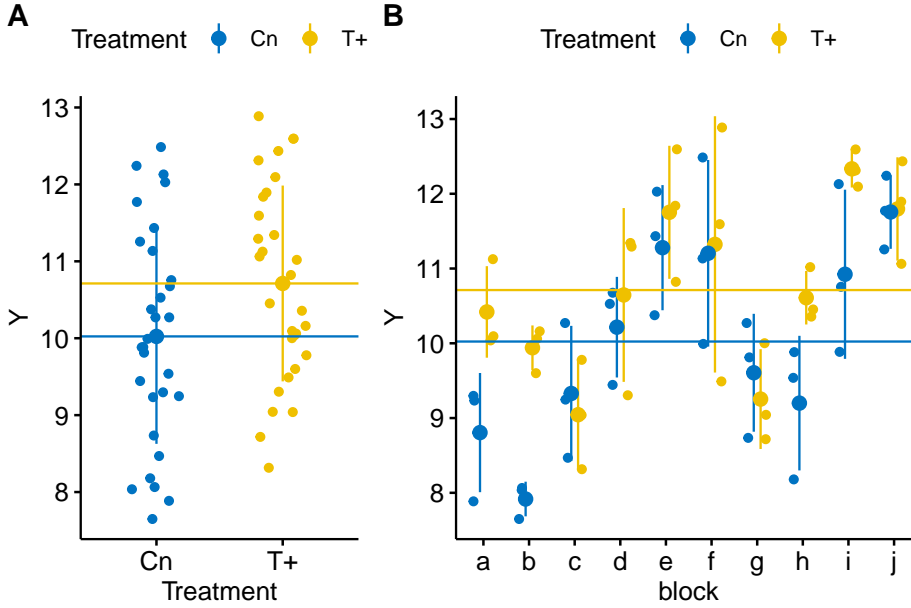 A
Treatment Cn T+
Y
13
12
11
10
9
8
Cn T+
Treatment
B
Treatment Cn T+
Y
13
12
11
10
9
8
a b c d e f g h i j
block